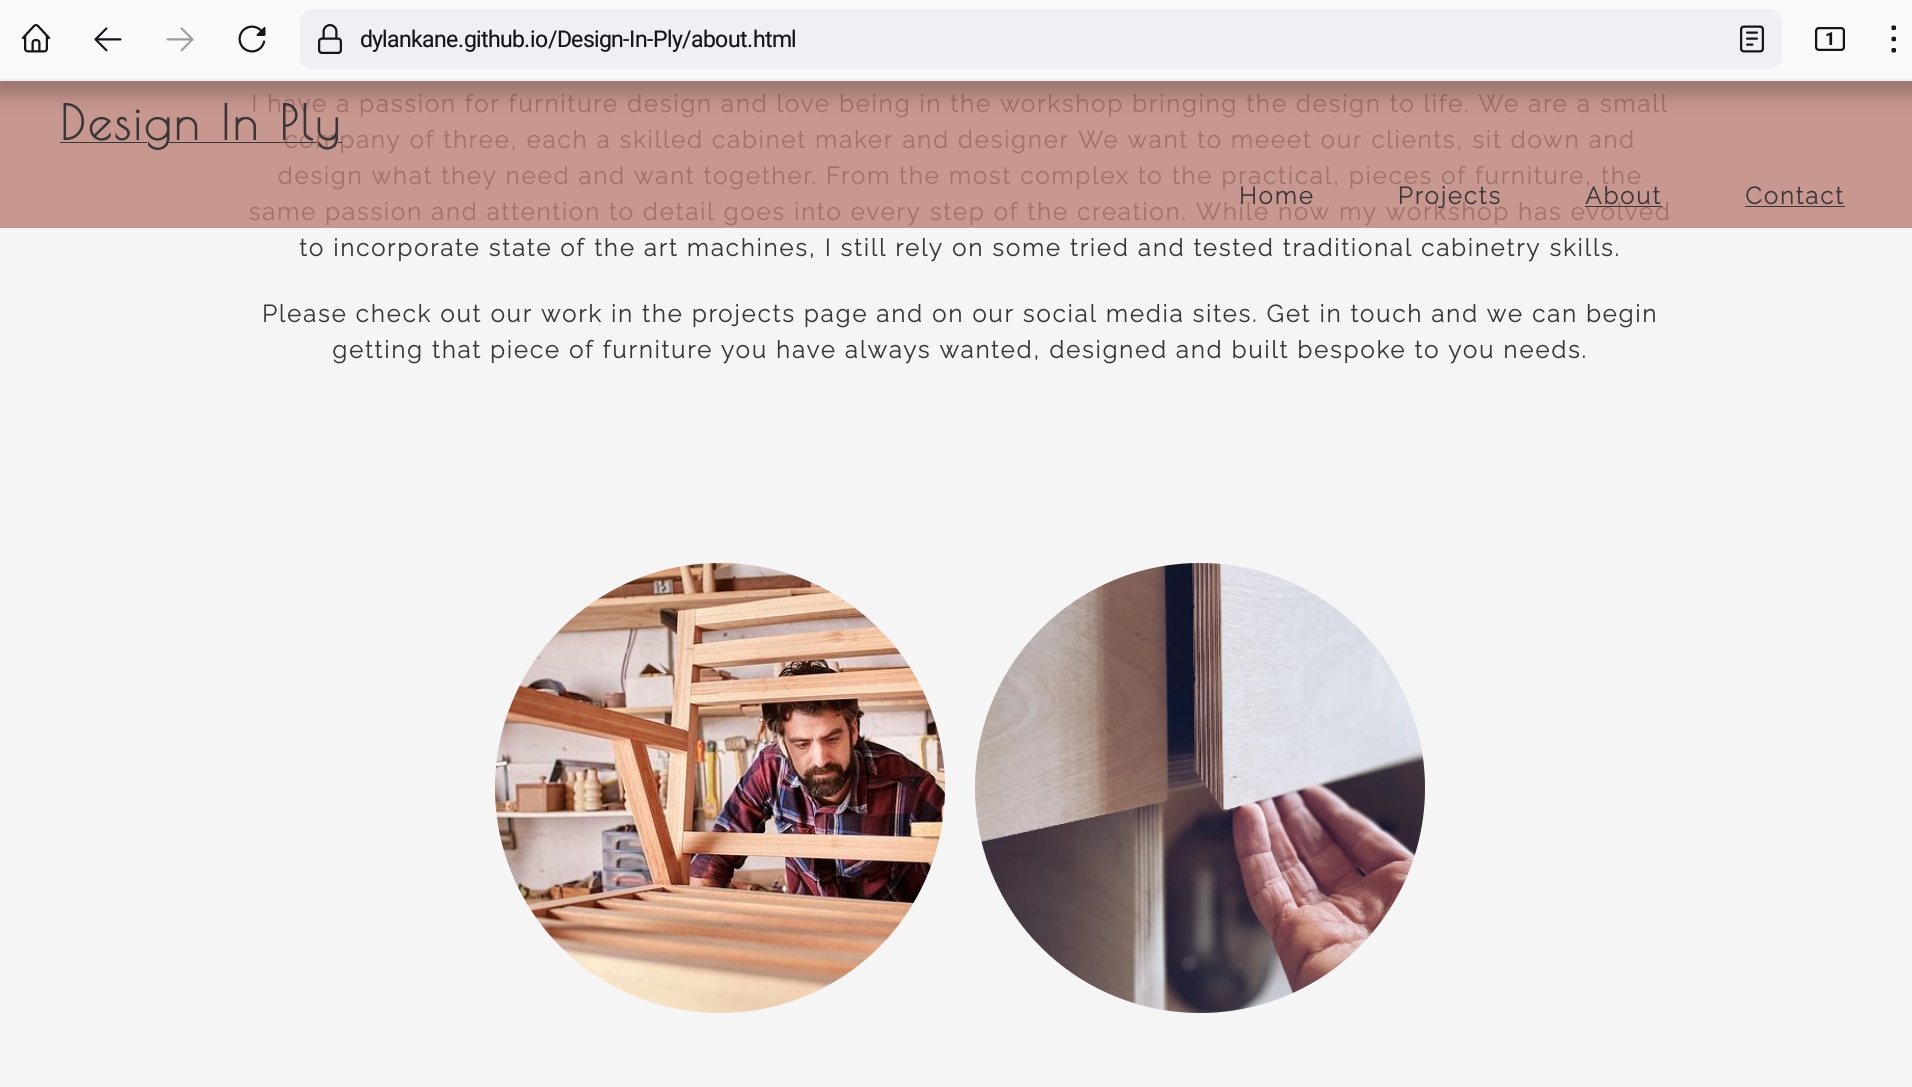 dylankane.github.io/Design-In-Ply/about.html
1
Design In Ply
Home Projects About Contact
I have a passion for furniture design and love being in the workshop bringing the design to life. We are a small
company of three, each a skilled cabinet maker and designer We want to meeet our clients, sit down and
design what they need and want together. From the most complex to the practical, pieces of furniture, the
same passion and attention to detail goes into every step of the creation. While now my workshop has evolved
to incorporate state of the art machines, I still rely on some tried and tested traditional cabinetry skills.
Please check out our work in the projects page and on our social media sites. Get in touch and we can begin
getting that piece of furniture you have always wanted, designed and built bespoke to you needs.